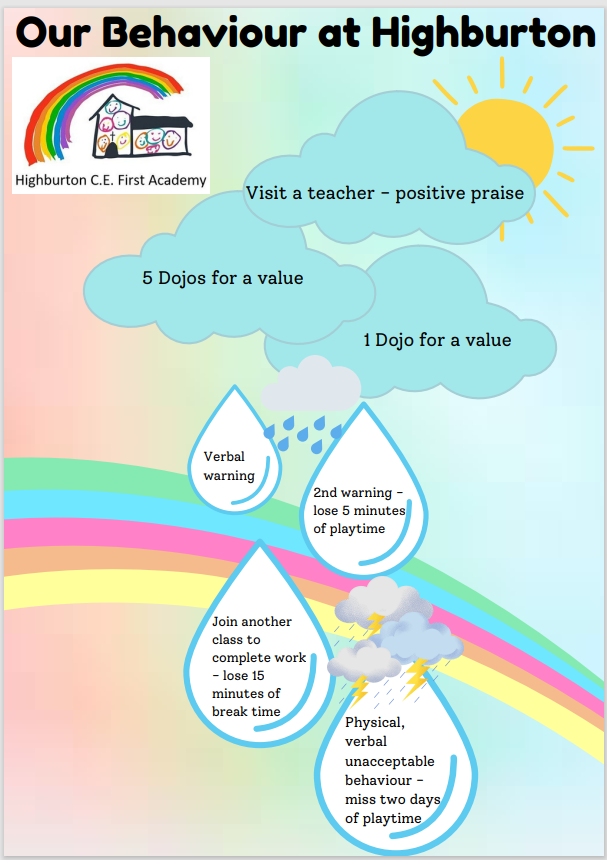 Our Behaviour at Highburton
Highburton C.E. First Academy
Visit a teacher - positive praise
5 Dojos for a value
1 Dojo for a value
Verbal
warning
2nd warning -
lose 5 minutes
of playtime
Join another
class to
complete work
- lose 15
minutes of
break time
Physical,
verbal
unacceptable
behaviour -
miss two days
of playtime